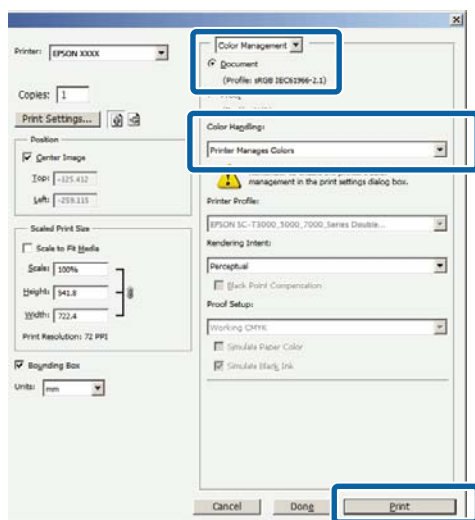 Printer: EPSON XXXX
Copies: 1
Print Settings...
Position
Center Image
Top: -125.412
Left: -259.115
Scaled Print Size
Scale to Fit Media
Scale: 100%
Height: 541.8
Width: 722.4
Print Resolution: 72 PPI
Bounding Box
Units: mm
Color Management
Document
(Profile: sRGB IEC61966-2.1)
Color Handling:
Printer Manages Colors
management in the print settings dialog box.
Printer Profile:
EPSON SC-T3000_5000_7000_Series Double...
Rendering Intent:
Perceptual
Black Point Compensation
Proof Setup:
Working CMYK
Simulate Paper Color
Simulate Black Ink
Cancel
Done
Print